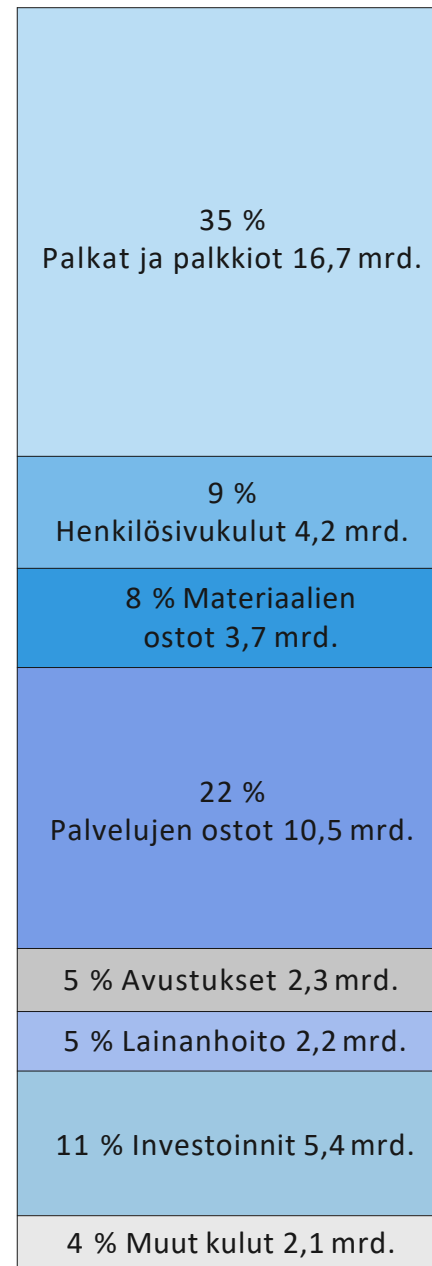 35 %
Palkat ja palkkiot 16,7 mrd.
9 %
Henkilösivukulut 4,2 mrd.
8 % Materiaalien
ostot 3,7 mrd.
22 %
Palvelujen ostot 10,5 mrd.
5 % Avustukset 2,3 mrd.
5 % Lainanhoito 2,2 mrd.
11 % Investoinnit 5,4 mrd.
4 % Muut kulut 2,1 mrd.